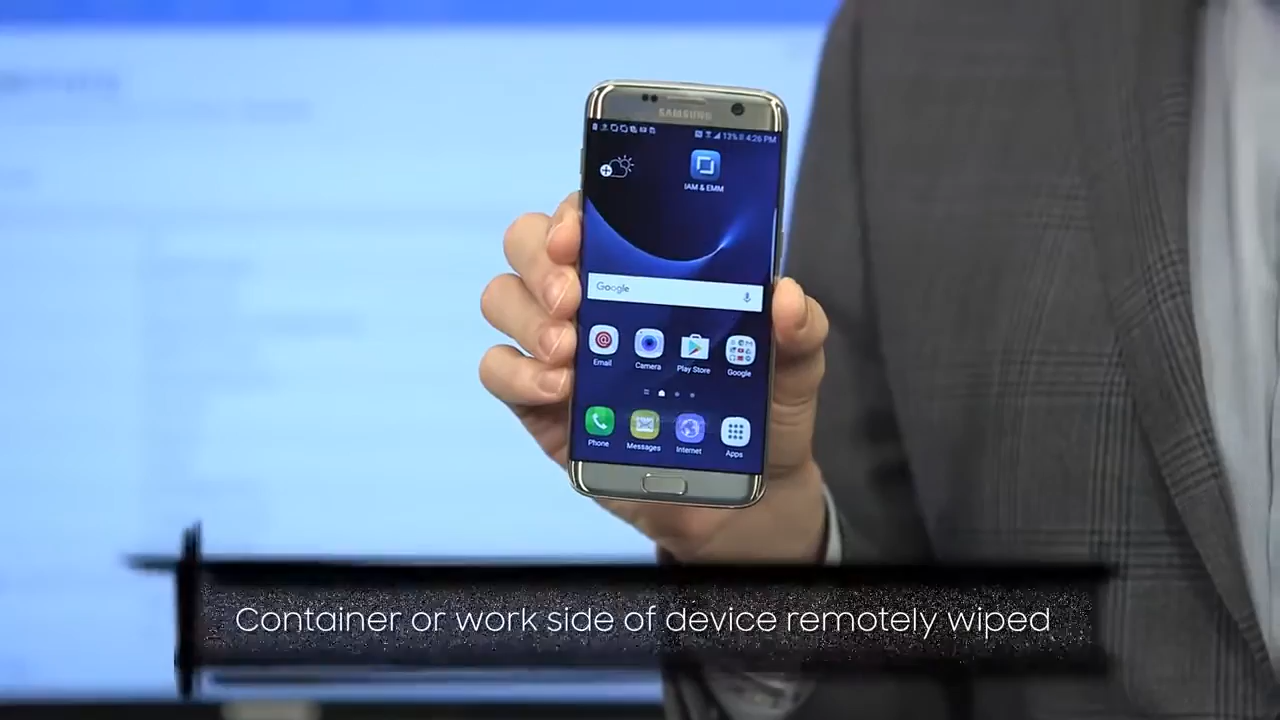 SAMSUNG
13% 4:26 PM
IAM & EMM
Google
Email
Camera
Play Store
Google
Phone
Messages
Internet
Apps
Container or work side of device remotely wiped